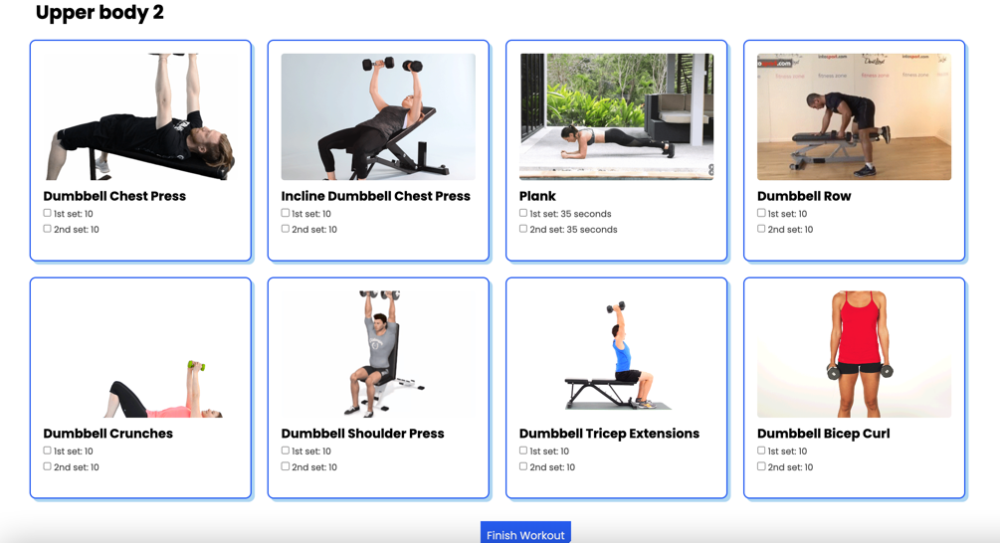 Upper body 2
Dumbbell Chest Press
1st set: 10
2nd set: 10
Incline Dumbbell Chest Press
1st set: 10
2nd set: 10
Plank
1st set: 35 seconds
2nd set: 35 seconds
fitness zone
fitness zone
Dumbbell Row
1st set: 10
2nd set: 10
Dumbbell Crunches
1st set: 10
2nd set: 10
Dumbbell Shoulder Press
1st set: 10
2nd set: 10
Dumbbell Tricep Extensions
1st set: 10
2nd set: 10
Dumbbell Bicep Curl
1st set: 10
2nd set: 10
Finish Workout